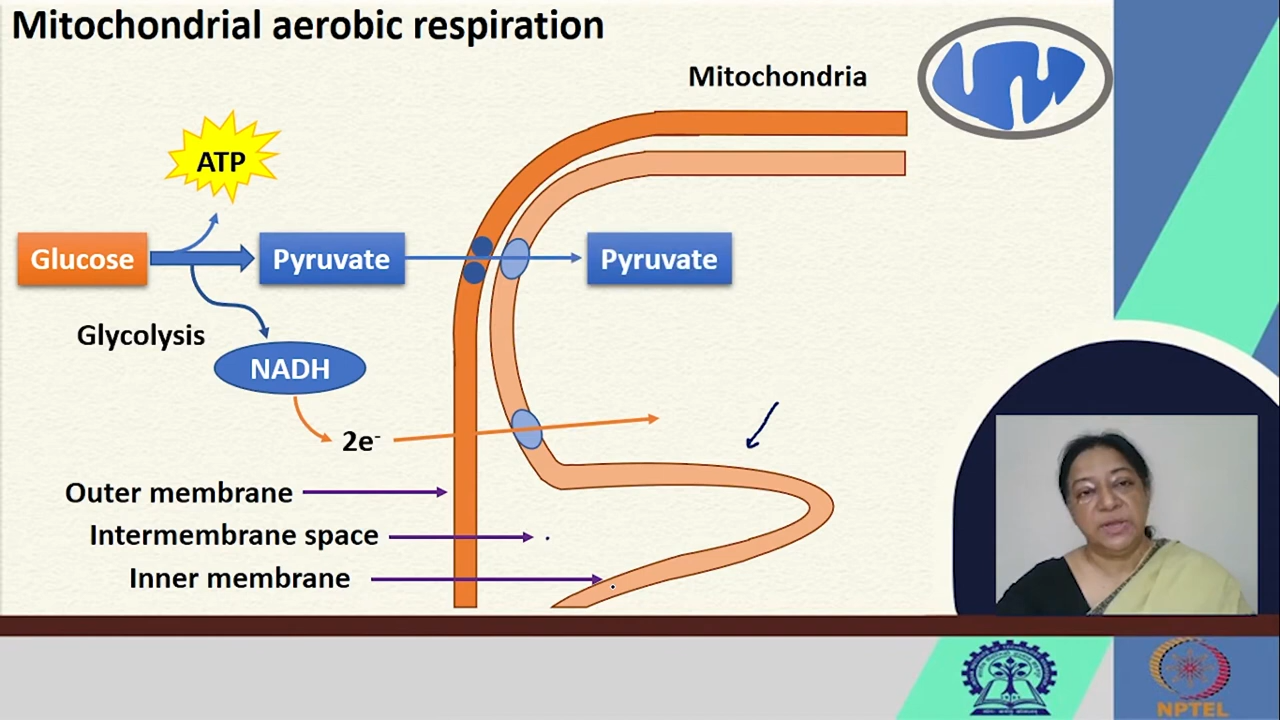 Mitochondrial aerobic respiration
Mitochondria
ATP
Glucose
Pyruvate
Pyruvate
Glycolysis
NADH
2e-
Outer membrane
Intermembrane space
Inner membrane
NPTEL